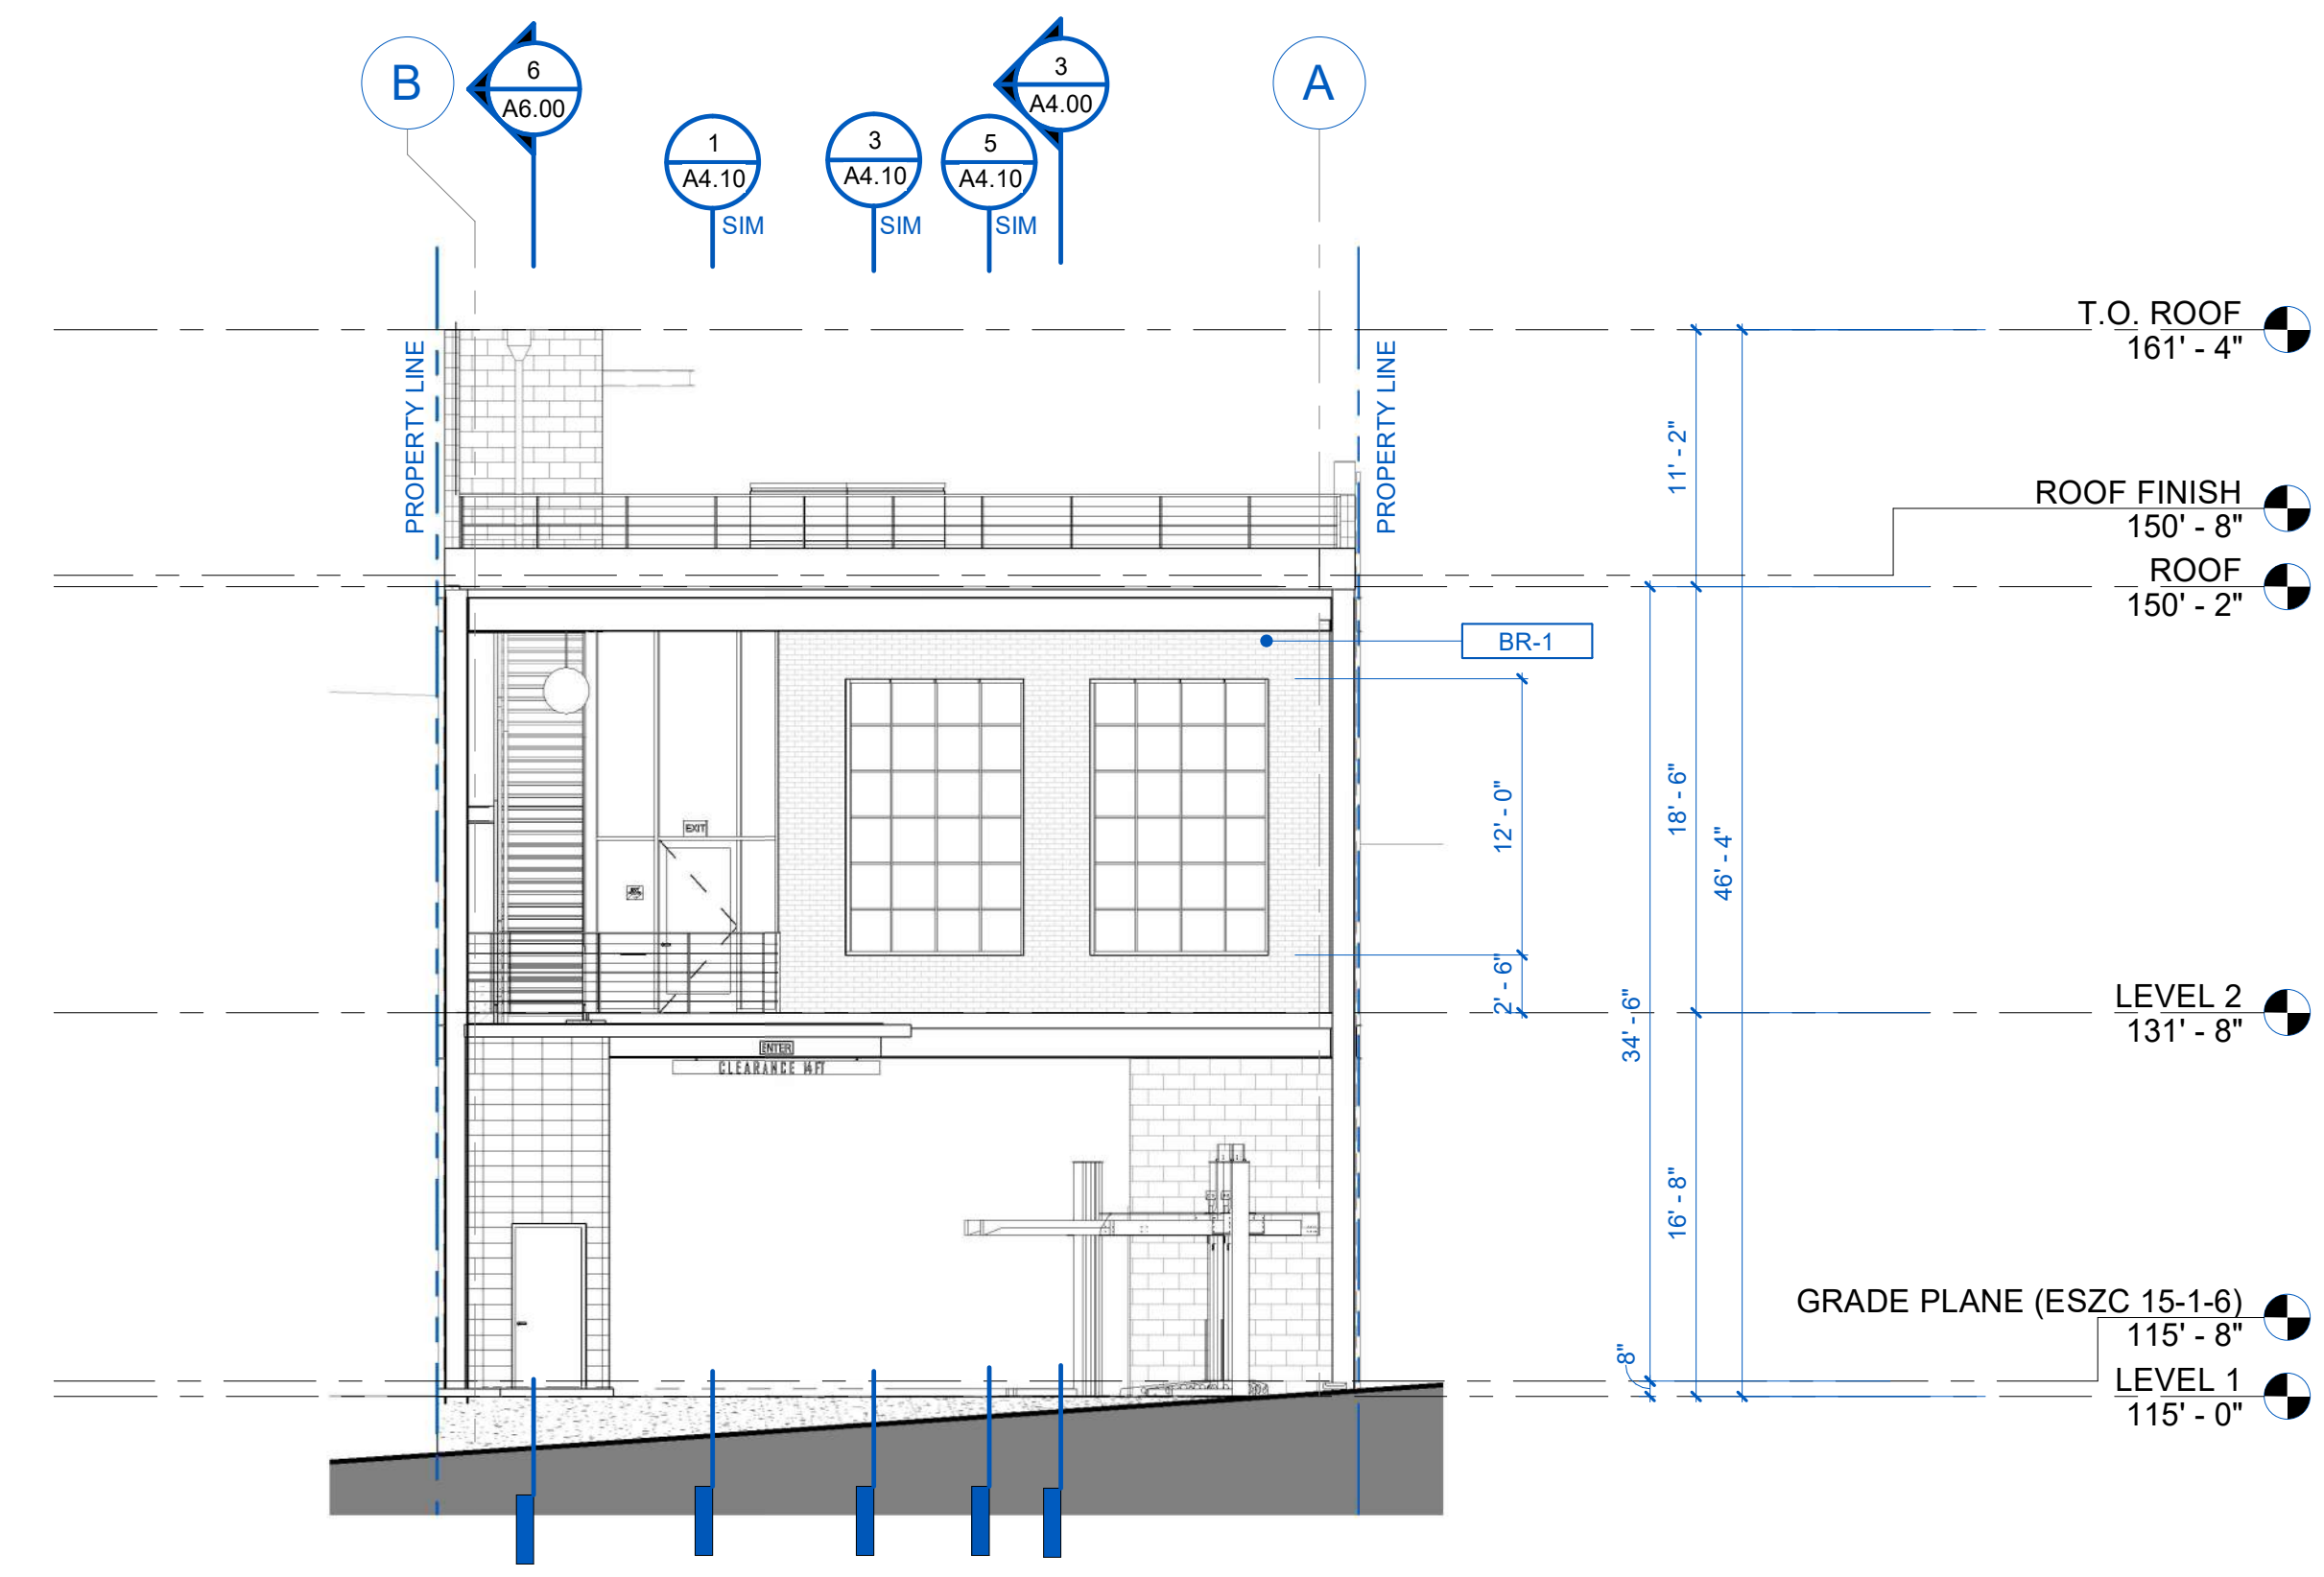 B
6
A6.00
1
A4.10
SIM
3
A4.10
SIM
5
A4.10
SIM
3
A4.00
A
PROPERTY LINE
PROPERTY LINE
T.O. ROOF
161' - 4"
ROOF FINISH
150' - 8"
ROOF
150' - 2"
11' - 2"
BR-1
12' - 0"
18' - 6"
46' - 4"
2' - 6"
34' - 6"
EXIT
LEVEL 2
131' - 8"
ENTER
CLEARANCE 14FT
16' - 8"
8"
GRADE PLANE (ESZC 15-1-6)
115' - 8"
LEVEL 1
115' - 0"